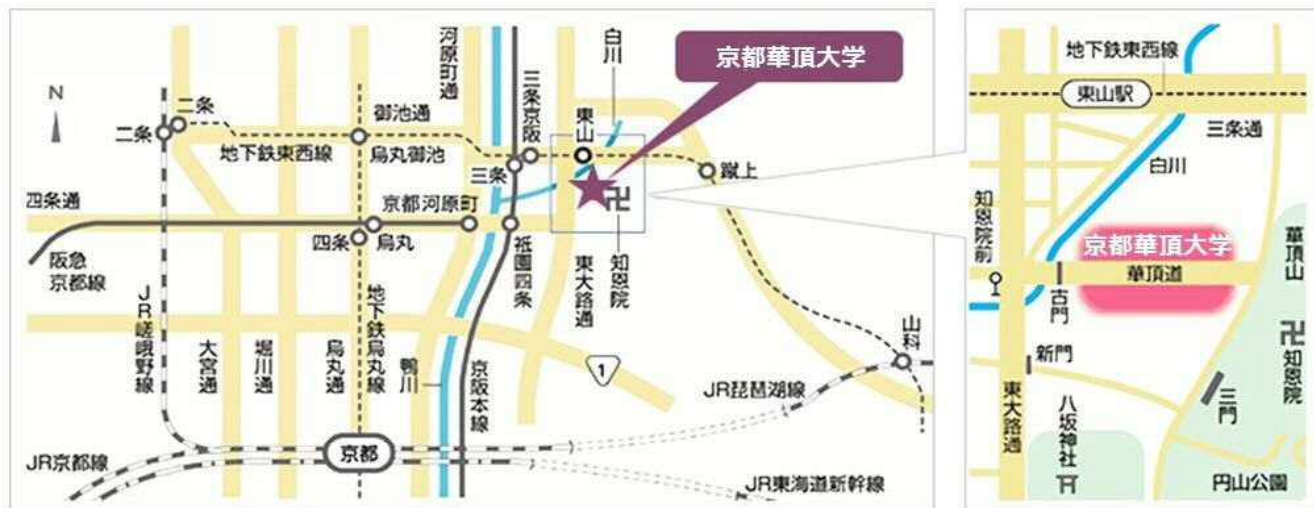 京都華頂大学
白川
河原町通
三条京阪
東山
N
二条
二条
御池通
地下鉄東西線
烏丸御池
三条
蹴上
四条通
京都河原町
四条
烏丸
阪急
京都線
祇園四条
東大路通
知恩院
JR嵯峨野線
大宮通
堀川通
烏丸通
地下鉄烏丸線
鴨川
京阪本線
1
山科
JR琵琶湖線
京都
JR京都線
JR東海道新幹線
地下鉄東西線
東山駅
三条通
白川
知恩院前
京都華頂大学
華頂道
華頂山
古門
新門
卍
知恩院
三門
東大路通
八坂神社
円山公園